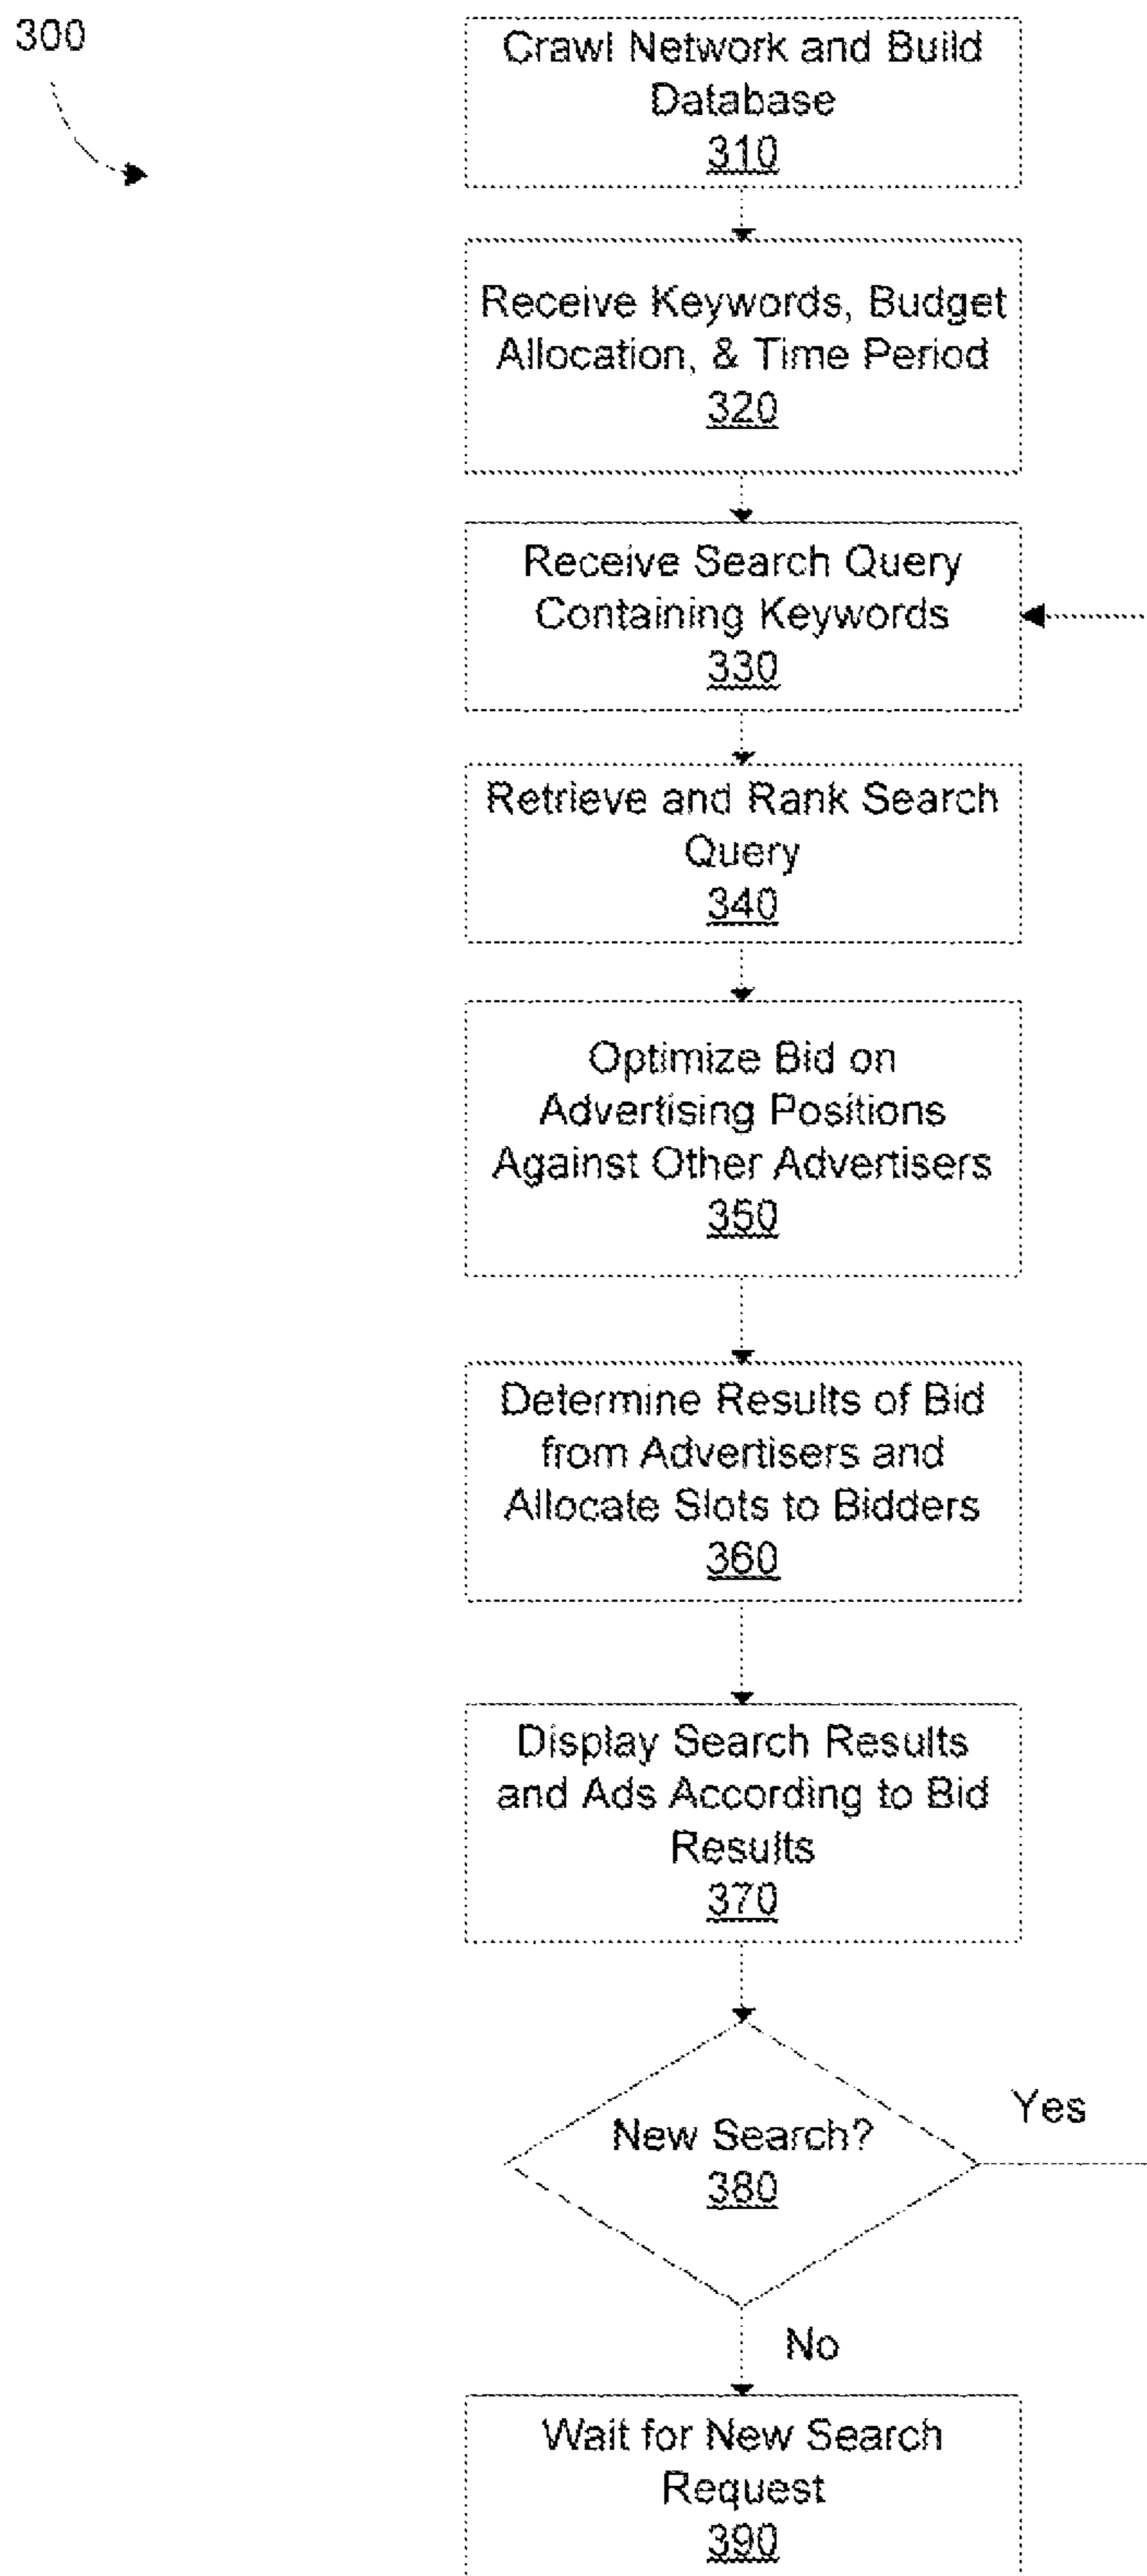 300
Crawl Network and Build
Database
310
Receive Keywords, Budget
Allocation, & Time Period
320
Receive Search Query
Containing Keywords
330
Retrieve and Rank Search
Query
340
Optimize Bid on
Advertising Positions
Against Other Advertisers
350
Determine Results of Bid
from Advertisers and
Allocate Slots to Bidders
360
Display Search Results
and Ads According to Bid
Results
370
New Search?
380
Yes
No
Wait for New Search
Request
390